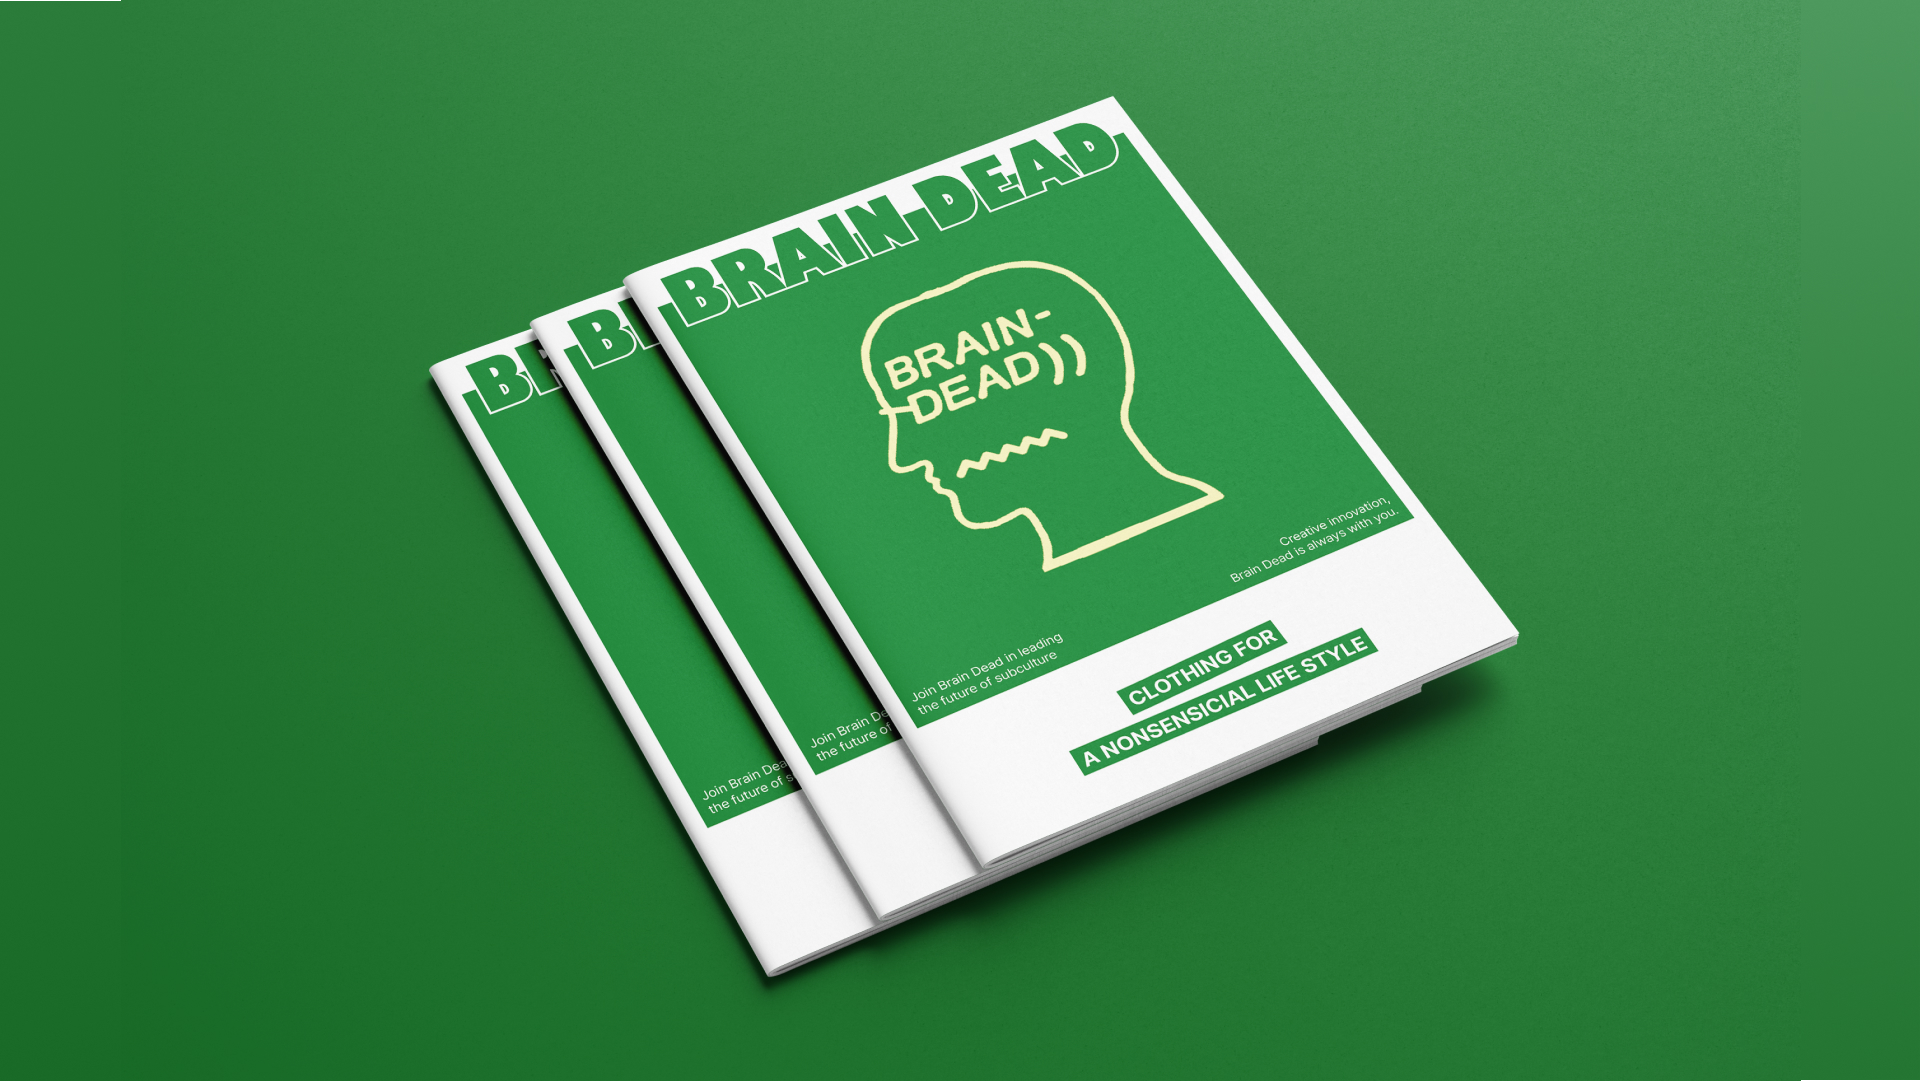 BRAIN-DEAD
BRAIN-
DEAD))
Creative innovation,
Brain Dead is always with you.
Join Brain Dead in leading
the future of subculture
CLOTHING FOR
A NONSENSICIAL LIFE STYLE
B
Join Brain De
the future of
B
Join Brain Dea
the future of s